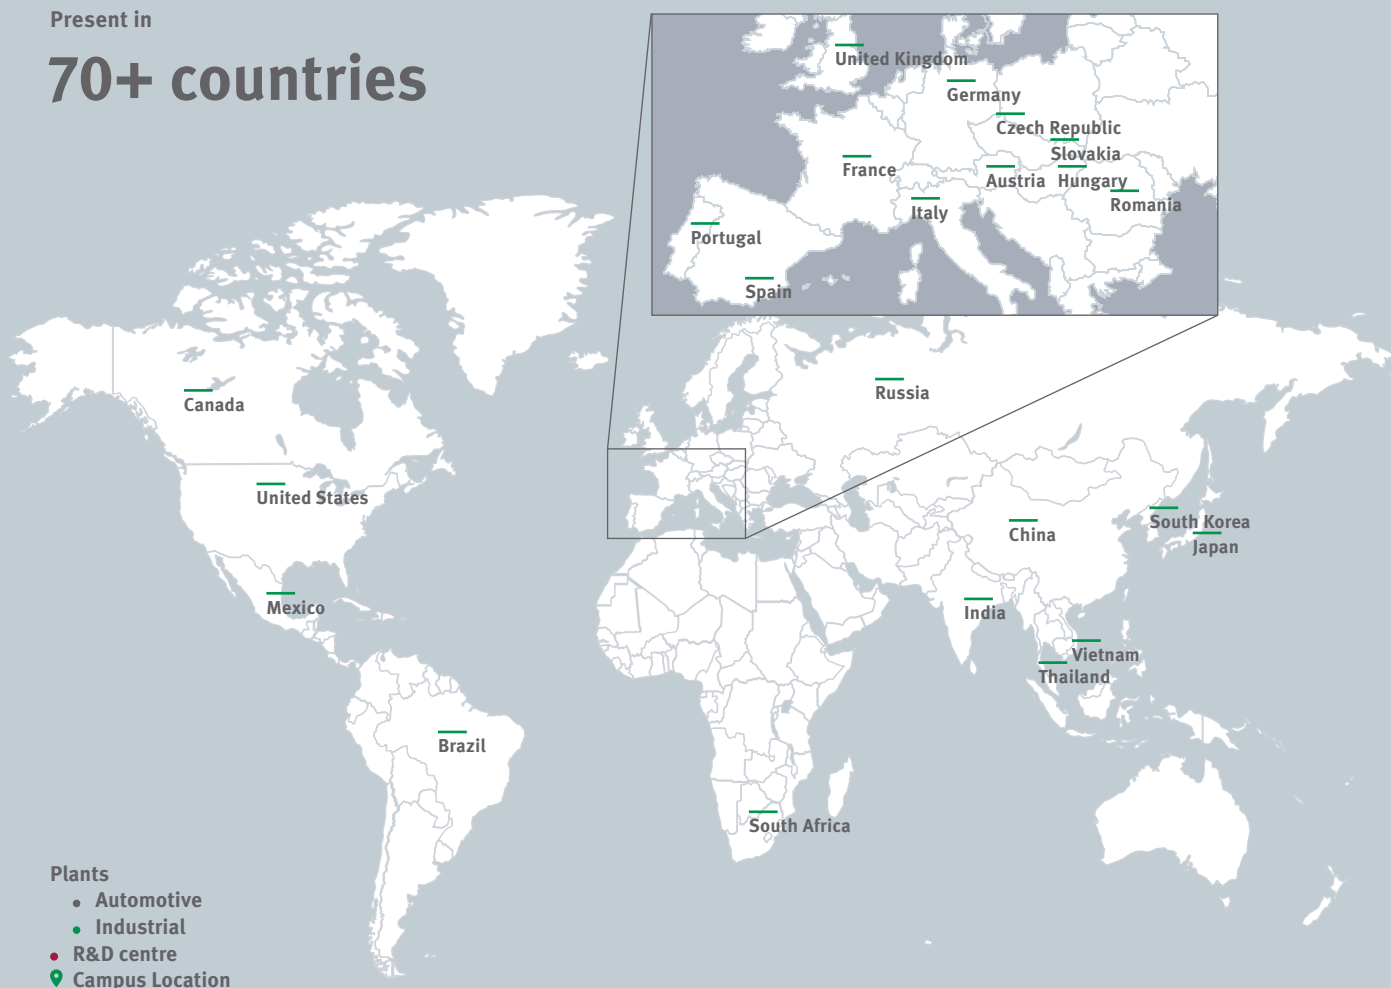 Present in
70+ countries
United Kingdom
Germany
Czech Republic
Slovakia
France
Austria
Hungary
Romania
Italy
Portugal
Spain
Russia
Canada
United States
South Korea
China
Japan
Mexico
India
Vietnam
Thailand
Brazil
South Africa
Plants
Automotive
Industrial
R&D centre
Campus Location